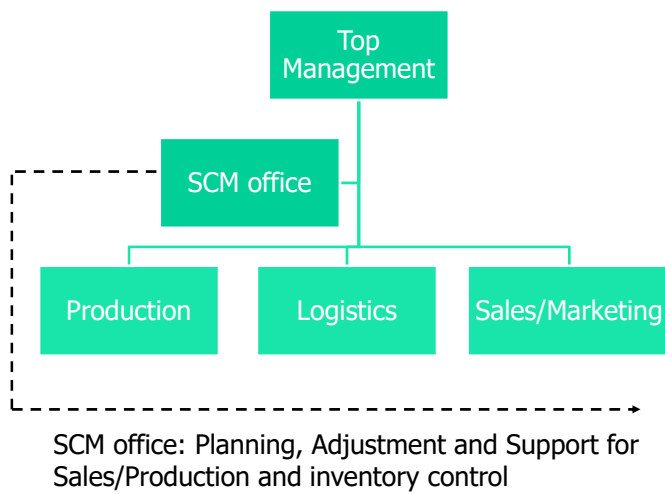 Top
Management
SCM office
Production
Logistics
Sales/Marketing
SCM office: Planning, Adjustment and Support for
Sales/Production and inventory control